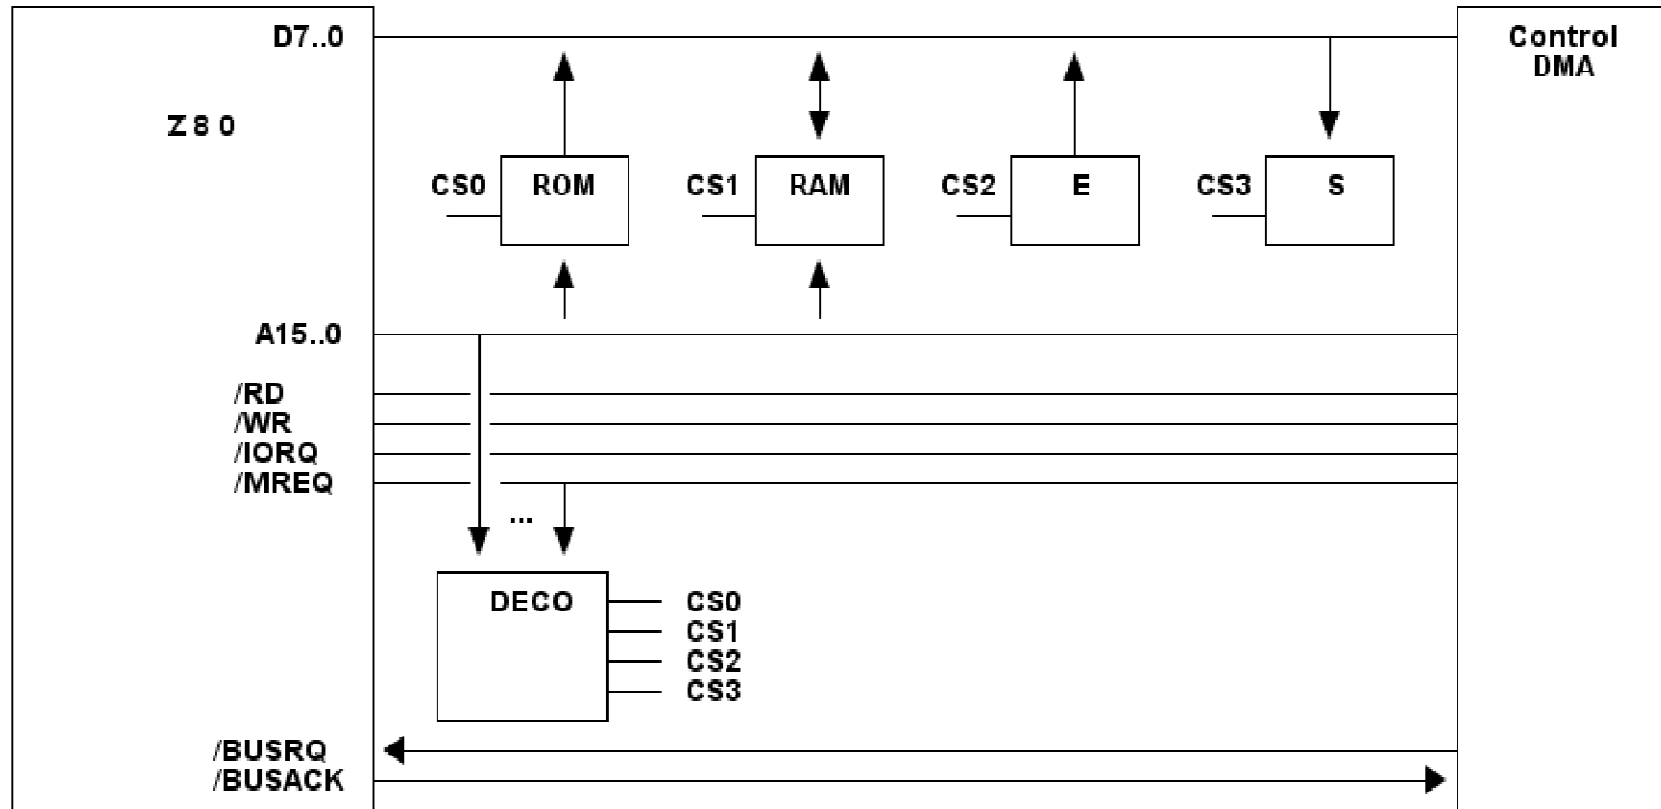 D7..0
Control
DMA
Z80
CS0 ROM
CS1 RAM
CS2 E
CS3 S
A15..0
/RD
/WR
/IORQ
/MREQ
...
DECO
CS0
CS1
CS2
CS3
/BUSRQ
/BUSACK